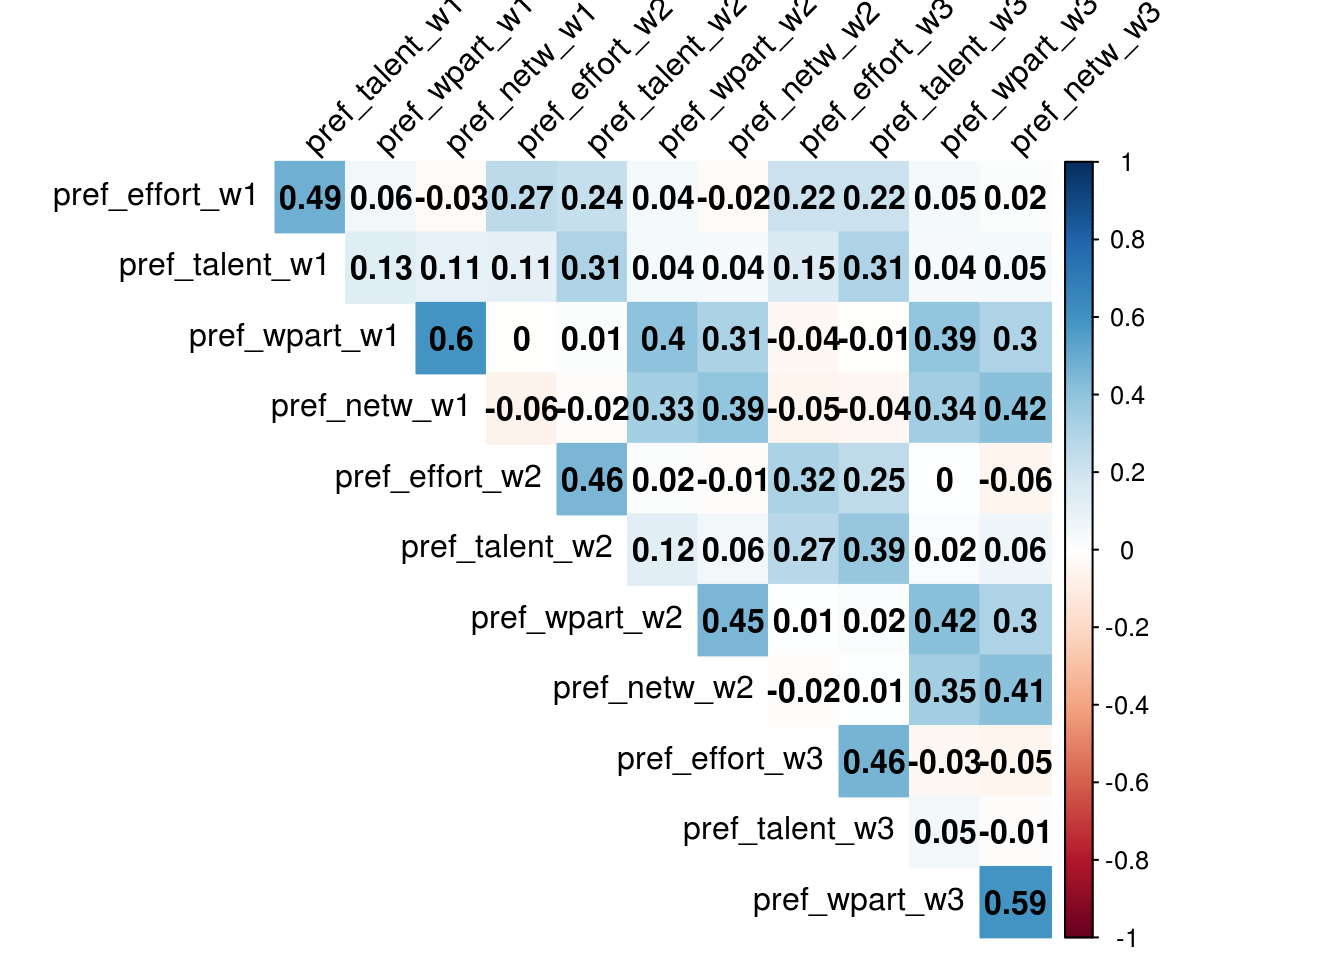 pref_talent_w1
pref_wpart_w1
pref_netw_w1
pref_effort_w2
pref_talent_w2
pref_wpart_w2
pref_netw_w2
pref_effort_w3
pref_talent_w3
pref_wpart_w3
pref_netw_w3
pref_effort_w1 0.49 0.06 -0.03 0.27 0.24 0.04 -0.02 0.22 0.22 0.05 0.02
pref_talent_w1 0.13 0.11 0.11 0.31 0.04 0.04 0.15 0.31 0.04 0.05
pref_wpart_w1 0.6 0 0.01 0.4 0.31 -0.04 -0.01 0.39 0.3
pref_netw_w1 -0.06 -0.02 0.33 0.39 -0.05 -0.04 0.34 0.42
pref_effort_w2 0.46 0.02 -0.01 0.32 0.25 0 -0.06
pref_talent_w2 0.12 0.06 0.27 0.39 0.02 0.06
pref_wpart_w2 0.45 0.01 0.02 0.42 0.3
pref_netw_w2 -0.02 0.01 0.35 0.41
pref_effort_w3 0.46 -0.03 -0.05
pref_talent_w3 0.05 -0.01
pref_wpart_w3 0.59
1
0.8
0.6
0.4
0.2
0
-0.2
-0.4
-0.6
-0.8
-1